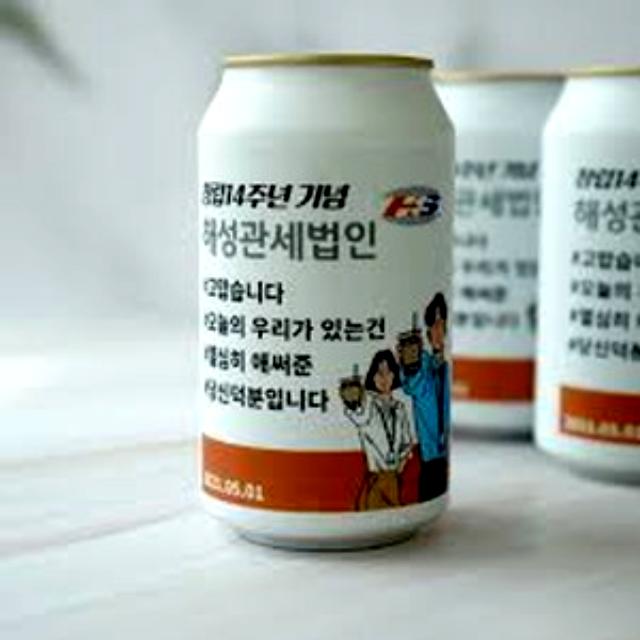 창립14주년 기념
해성관세법인
#고맙습니다
#오늘의 우리가 있는건
#열심히 애써준
#당신덕분입니다
.05.01